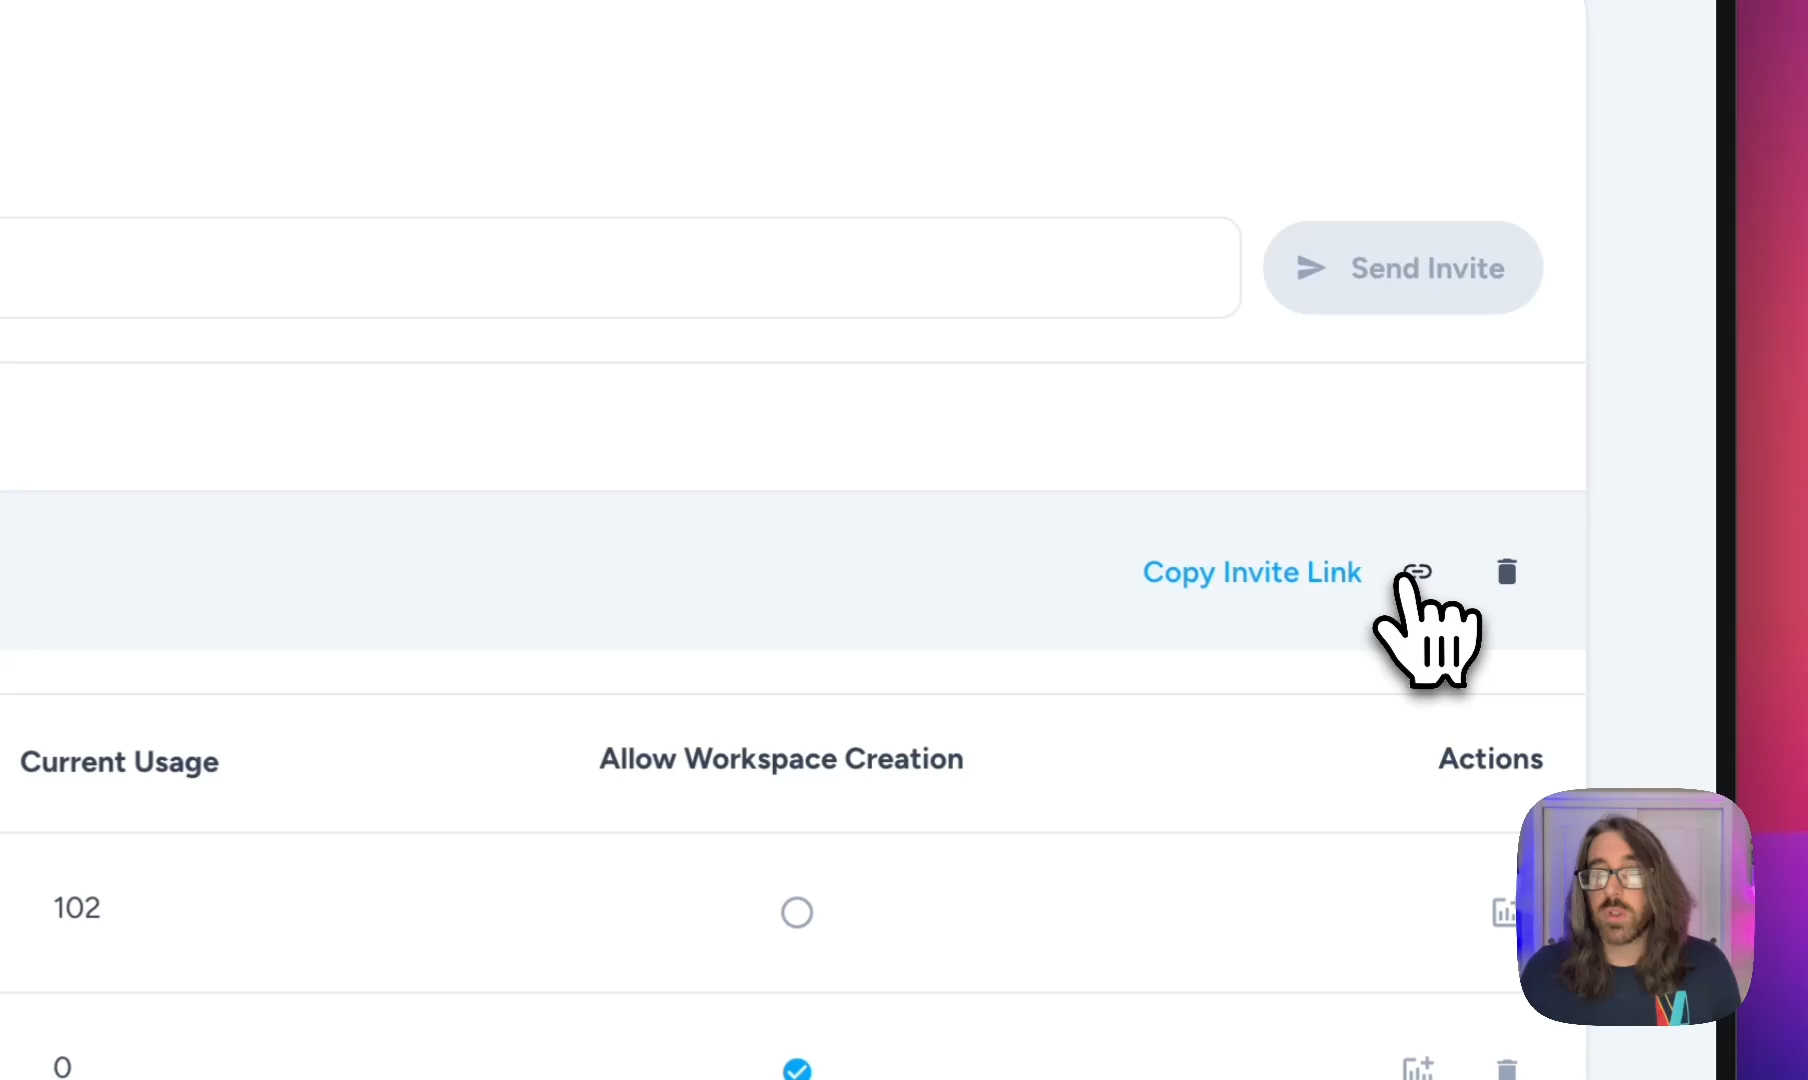 Send Invite
Copy Invite Link
Current Usage
Allow Workspace Creation
Actions
102
0